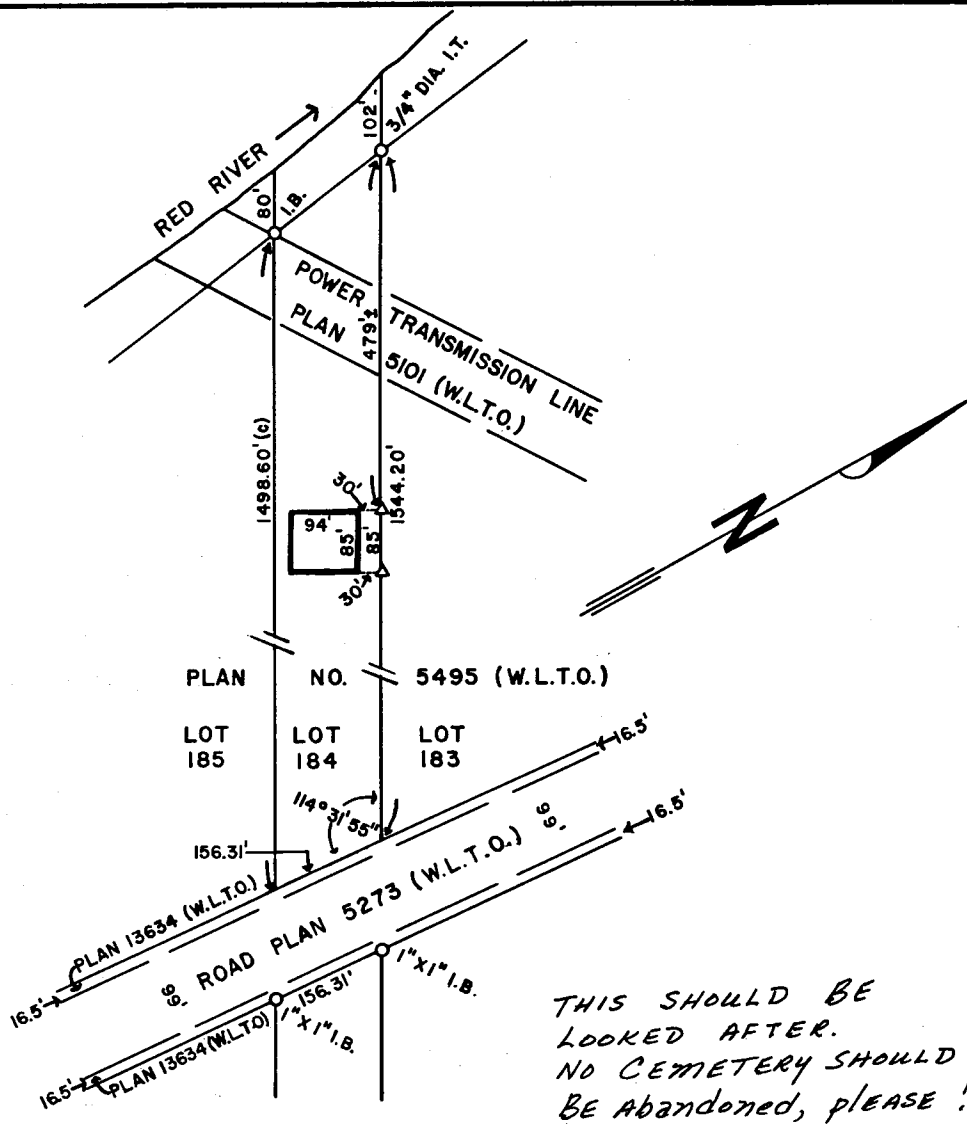 RED RIVER
80'
I.B.
102'
3/4" DIA. I.T.
POWER TRANSMISSION LINE
PLAN 5101 (W.L.T.O.)
479'±
1498.60'(c)
1544.20'
30'
94'
85'
85'
30'
N
PLAN NO. 5495 (W.L.T.O.)
LOT 185
LOT 184
LOT 183
16.5'
114°31'55"
16.5'
156.31'
66'
PLAN 13634 (W.L.T.O.)
ROAD PLAN 5273 (W.L.T.O.)
66'
16.5'
1"X1" I.B.
156.31'
1"X1" I.B.
16.5'
PLAN 13634 (W.L.T.O)
THIS SHOULD BE
LOOKED AFTER.
NO CEMETERY SHOULD
BE Abandoned, pLEASE !